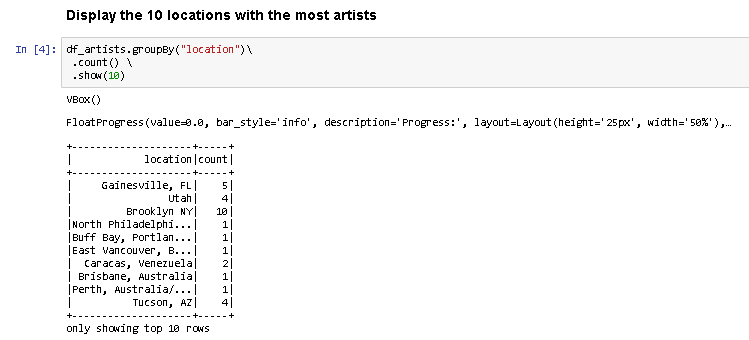 Display the 10 locations with the most artists
In [4]: df_artists.groupBy("location")\
.count() \
.show(10)
VBox()
FloatProgress(value=0.0, bar_style='info', description='Progress:', layout=Layout(height='25px', width='50%'),…
+--------------------+-----+
|            location|count|
+--------------------+-----+
|     Gainesville, FL|    5|
|                Utah|    4|
|         Brooklyn NY|   10|
|North Philadelphi...|    1|
|Buff Bay, Portlan...|    1|
|East Vancouver, B...|    1|
|  Caracas, Venezuela|    2|
| Brisbane, Australia|    1|
|Perth, Australia/...|    1|
|          Tucson, AZ|    4|
+--------------------+-----+
only showing top 10 rows